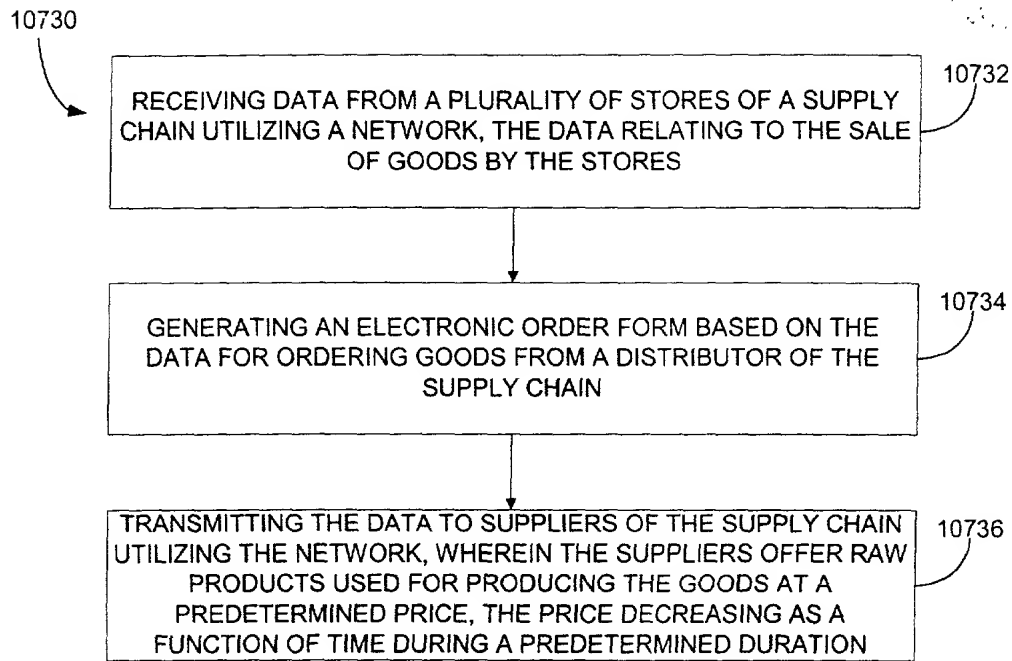 10730
10732
RECEIVING DATA FROM A PLURALITY OF STORES OF A SUPPLY
CHAIN UTILIZING A NETWORK, THE DATA RELATING TO THE SALE
OF GOODS BY THE STORES
10734
GENERATING AN ELECTRONIC ORDER FORM BASED ON THE
DATA FOR ORDERING GOODS FROM A DISTRIBUTOR OF THE
SUPPLY CHAIN
10736
TRANSMITTING THE DATA TO SUPPLIERS OF THE SUPPLY CHAIN
UTILIZING THE NETWORK, WHEREIN THE SUPPLIERS OFFER RAW
PRODUCTS USED FOR PRODUCING THE GOODS AT A
PREDETERMINED PRICE, THE PRICE DECREASING AS A
FUNCTION OF TIME DURING A PREDETERMINED DURATION